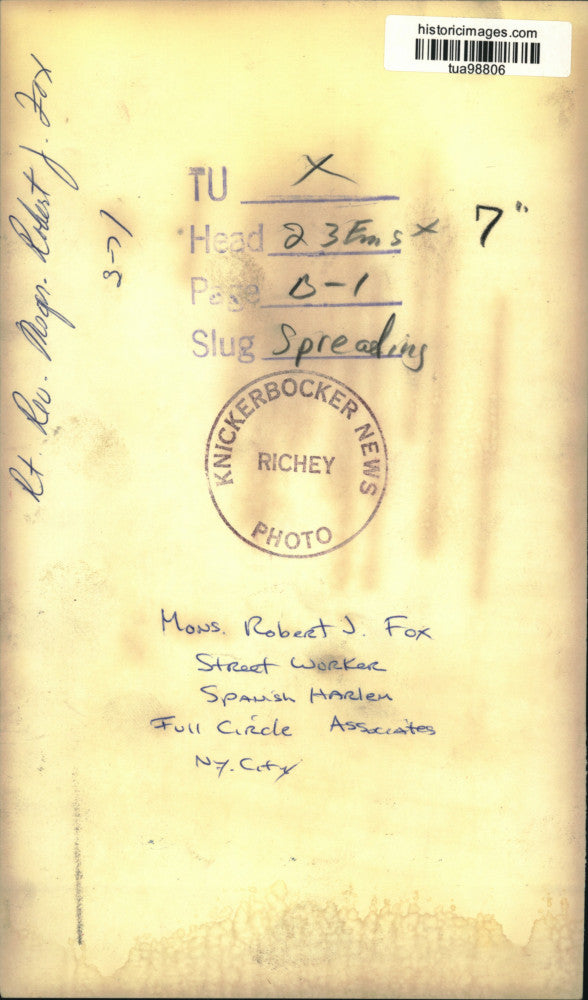 historicimages.com
tua98806
Rt. Rev. Msgr. Robert J. Fox
3-71
TU X
Head 23 Ems x 7"
Page B-1
Slug Spreading
KNICKERBOCKER NEWS
RICHEY
PHOTO
Mons. Robert J. Fox
Street Worker
Spanish Harlem
Full Circle Associates
NY. City